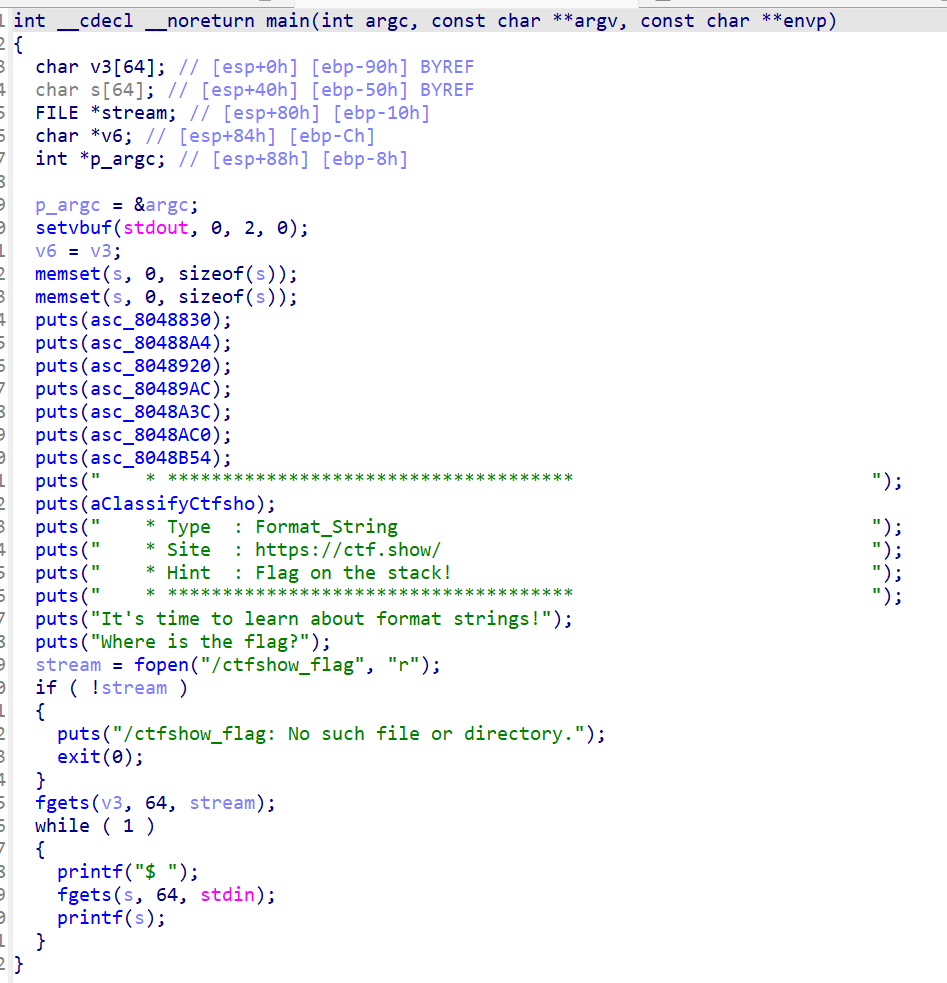 1 int __cdecl __noreturn main(int argc, const char **argv, const char **envp)
2 {
3   char v3[64]; // [esp+0h] [ebp-90h] BYREF
4   char s[64]; // [esp+40h] [ebp-50h] BYREF
5   FILE *stream; // [esp+80h] [ebp-10h]
6   char *v6; // [esp+84h] [ebp-Ch]
7   int *p_argc; // [esp+88h] [ebp-8h]
8
9   p_argc = &argc;
0   setvbuf(stdout, 0, 2, 0);
1   v6 = v3;
2   memset(s, 0, sizeof(s));
3   memset(s, 0, sizeof(s));
4   puts(asc_8048830);
5   puts(asc_80488A4);
6   puts(asc_8048920);
7   puts(asc_80489AC);
8   puts(asc_8048A3C);
9   puts(asc_8048AC0);
0   puts(asc_8048B54);
1   puts("    * *************************************                           ");
2   puts(aClassifyCtfsho);
3   puts("    * Type  : Format_String                                           ");
4   puts("    * Site  : https://ctf.show/                                       ");
5   puts("    * Hint  : Flag on the stack!                                      ");
6   puts("    * *************************************                           ");
7   puts("It's time to learn about format strings!");
8   puts("Where is the flag?");
9   stream = fopen("/ctfshow_flag", "r");
0   if ( !stream )
1   {
2     puts("/ctfshow_flag: No such file or directory.");
3     exit(0);
4   }
5   fgets(v3, 64, stream);
6   while ( 1 )
7   {
8     printf("$ ");
9     fgets(s, 64, stdin);
0     printf(s);
1   }
2 }